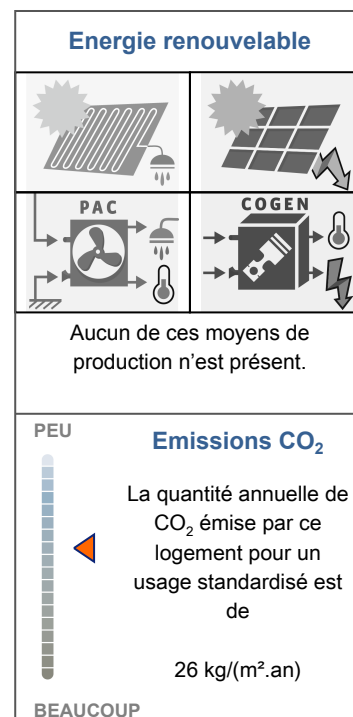 Energie renouvelable
PAC
COGEN
Aucun de ces moyens de
production n’est présent.
PEU
Emissions CO₂
La quantité annuelle de
CO₂ émise par ce
logement pour un
usage standardisé est
de
26 kg/(m².an)
BEAUCOUP